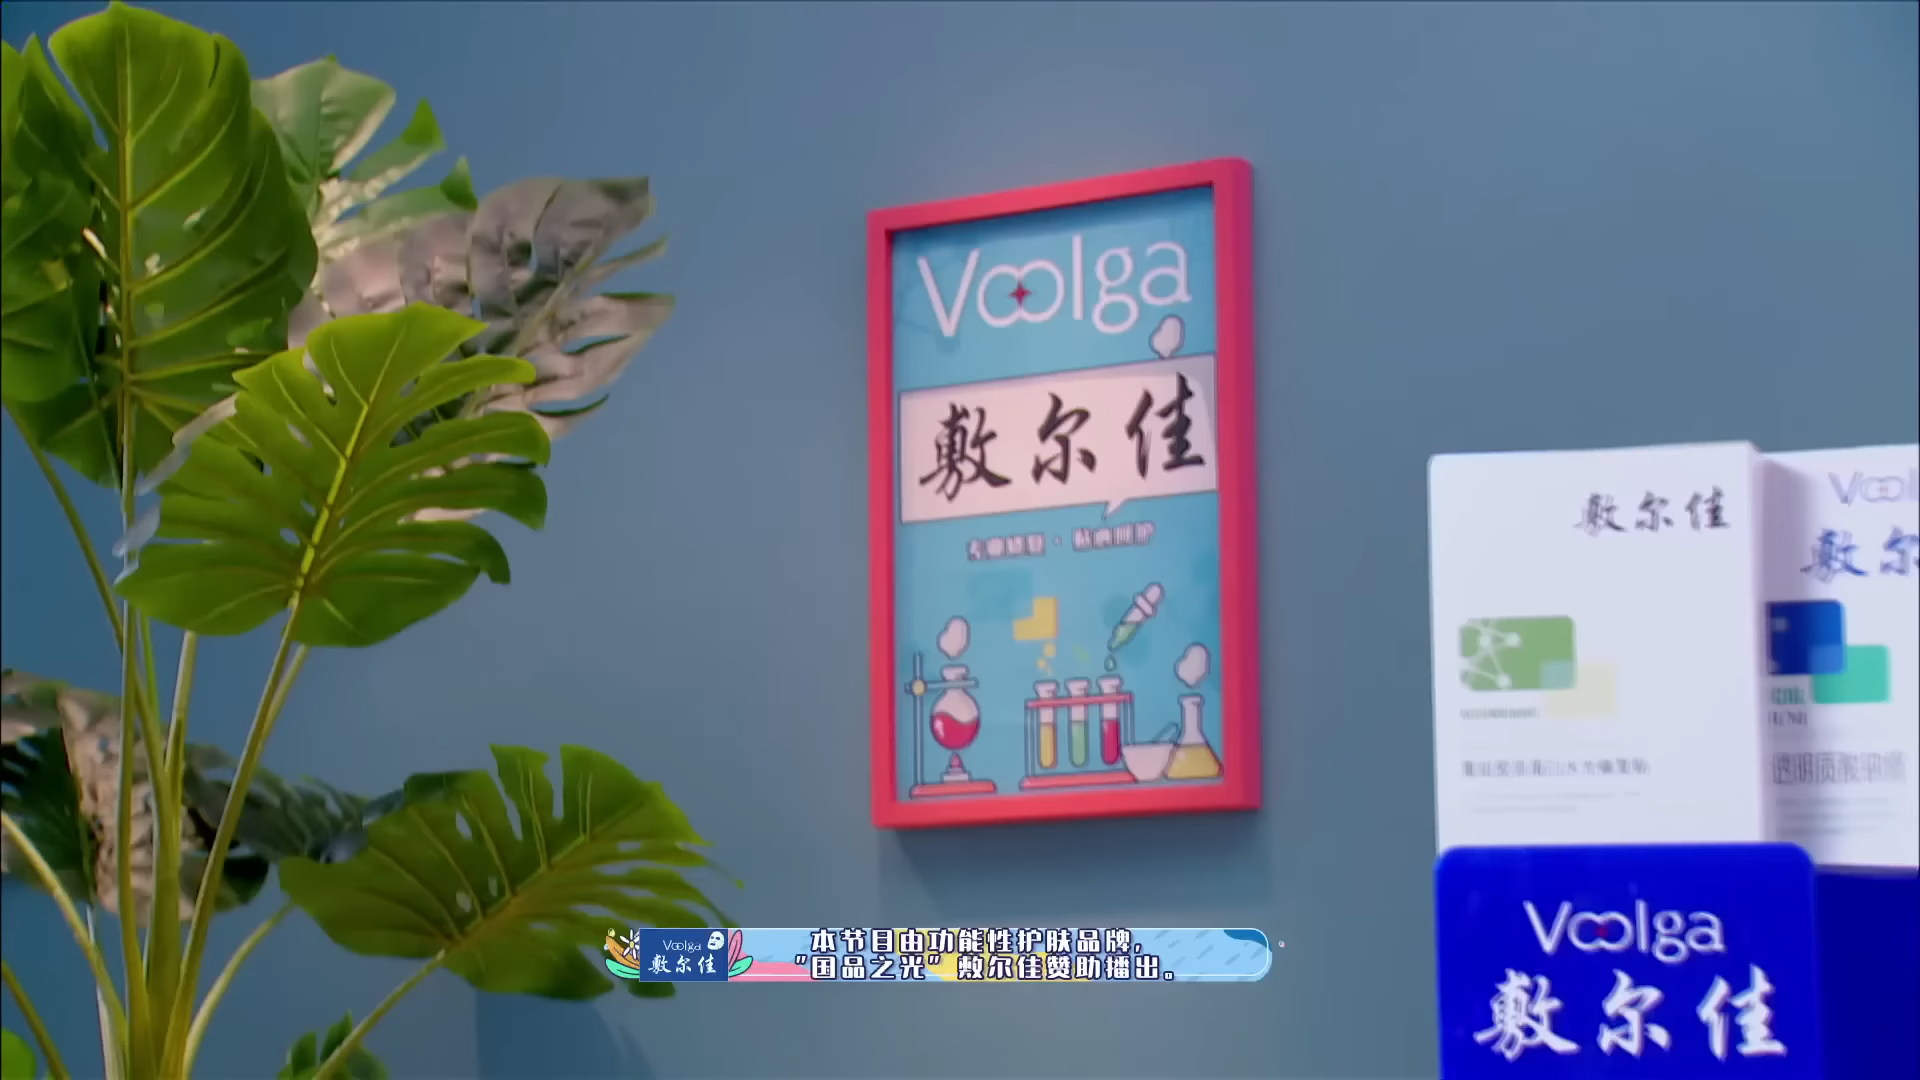 Voolga
敷尔佳
敷尔佳
Vool
敷尔
透明质酸钠
Voolga
敷尔佳
Voolga
敷尔佳
本节目由功能性护肤品牌，
"国品之光" 敷尔佳赞助播出。